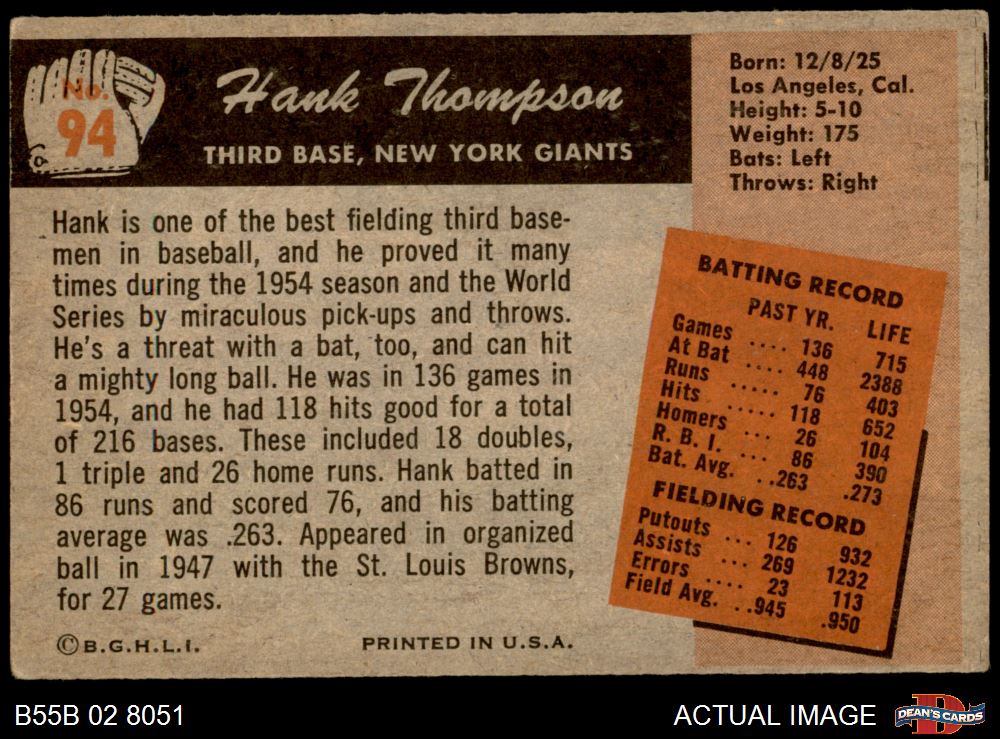 No.
94
Hank Thompson
THIRD BASE, NEW YORK GIANTS
Born: 12/8/25
Los Angeles, Cal.
Height: 5-10
Weight: 175
Bats: Left
Throws: Right
Hank is one of the best fielding third base-
men in baseball, and he proved it many
times during the 1954 season and the World
Series by miraculous pick-ups and throws.
He's a threat with a bat, too, and can hit
a mighty long ball. He was in 136 games in
1954, and he had 118 hits good for a total
of 216 bases. These included 18 doubles,
1 triple and 26 home runs. Hank batted in
86 runs and scored 76, and his batting
average was .263. Appeared in organized
ball in 1947 with the St. Louis Browns,
for 27 games.
BATTING RECORD
PAST YR. LIFE
Games .... 136 715
At Bat .... 448 2388
Runs ..... 76 403
Hits ..... 118 652
Homers ... 26 104
R. B. I. ... 86 390
Bat. Avg. ..263 .273
FIELDING RECORD
Putouts ... 126 932
Assists ... 269 1232
Errors .... 23 113
Field Avg. ..945 .950
©B.G.H.L.I. PRINTED IN U.S.A.
B55B 02 8051 ACTUAL IMAGE D DEAN'S CARDS